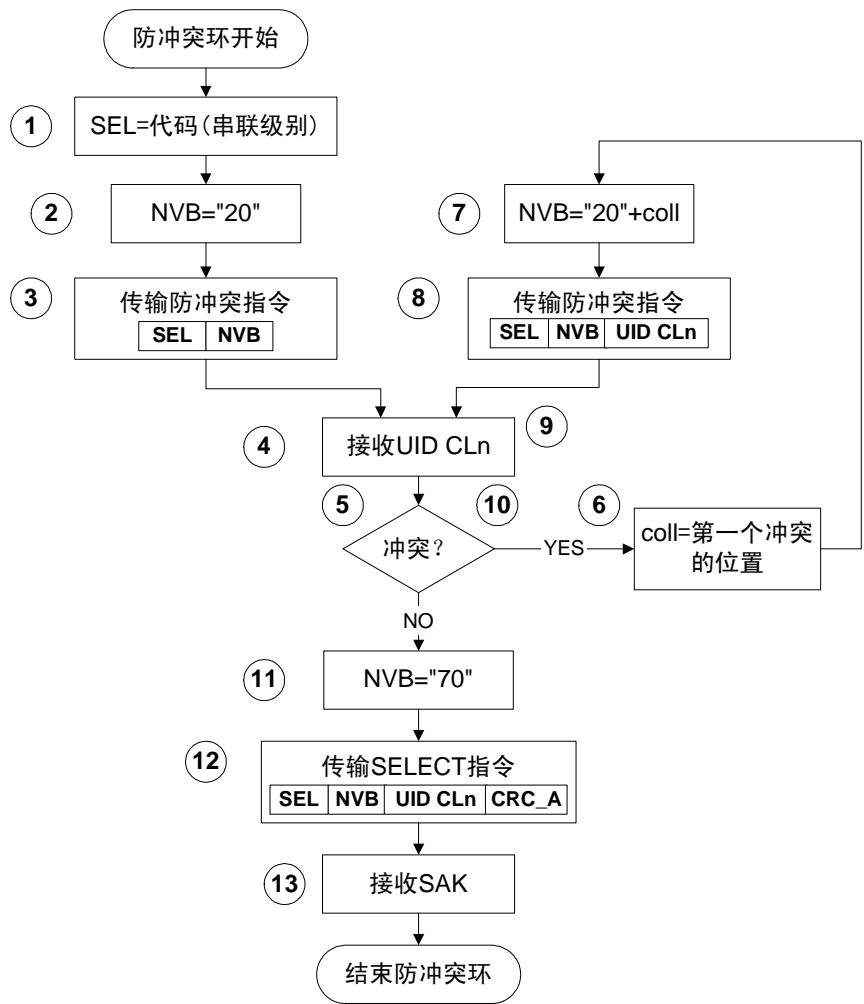 防冲突环开始
1
SEL=代码(串联级别)
2
NVB="20"
7
NVB="20"+coll
3
传输防冲突指令
SEL NVB
8
传输防冲突指令
SEL NVB UID CLn
4
接收UID CLn
9
5
10
6
冲突?
YES
coll=第一个冲突
的位置
NO
11
NVB="70"
12
传输SELECT指令
SEL NVB UID CLn CRC_A
13
接收SAK
结束防冲突环